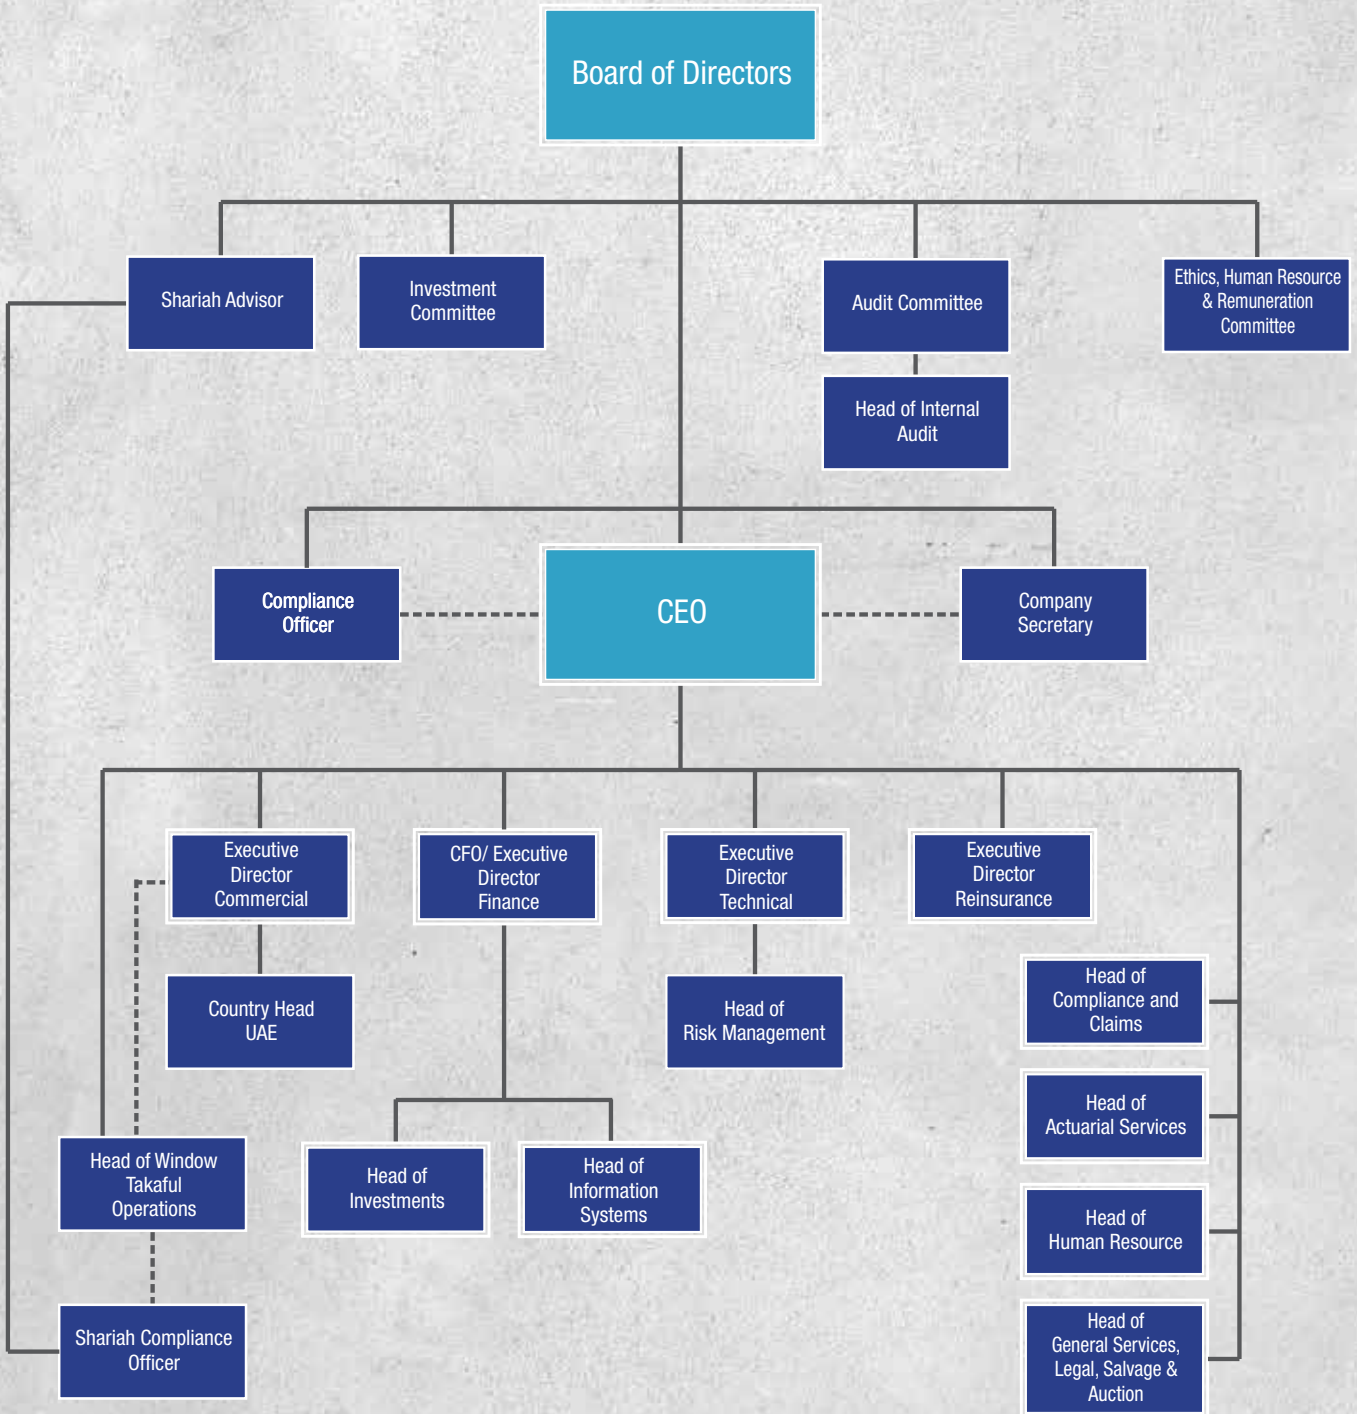 Board of Directors
Shariah Advisor
Investment
Committee
Audit Committee
Ethics, Human Resource
& Remuneration
Committee
Head of Internal
Audit
Compliance
Officer
CEO
Company
Secretary
Executive
Director
Commercial
CFO/ Executive
Director
Finance
Executive
Director
Technical
Executive
Director
Reinsurance
Country Head
UAE
Head of
Risk Management
Head of
Compliance and
Claims
Head of
Actuarial Services
Head of Window
Takaful
Operations
Head of
Investments
Head of
Information
Systems
Head of
Human Resource
Shariah Compliance
Officer
Head of
General Services,
Legal, Salvage &
Auction